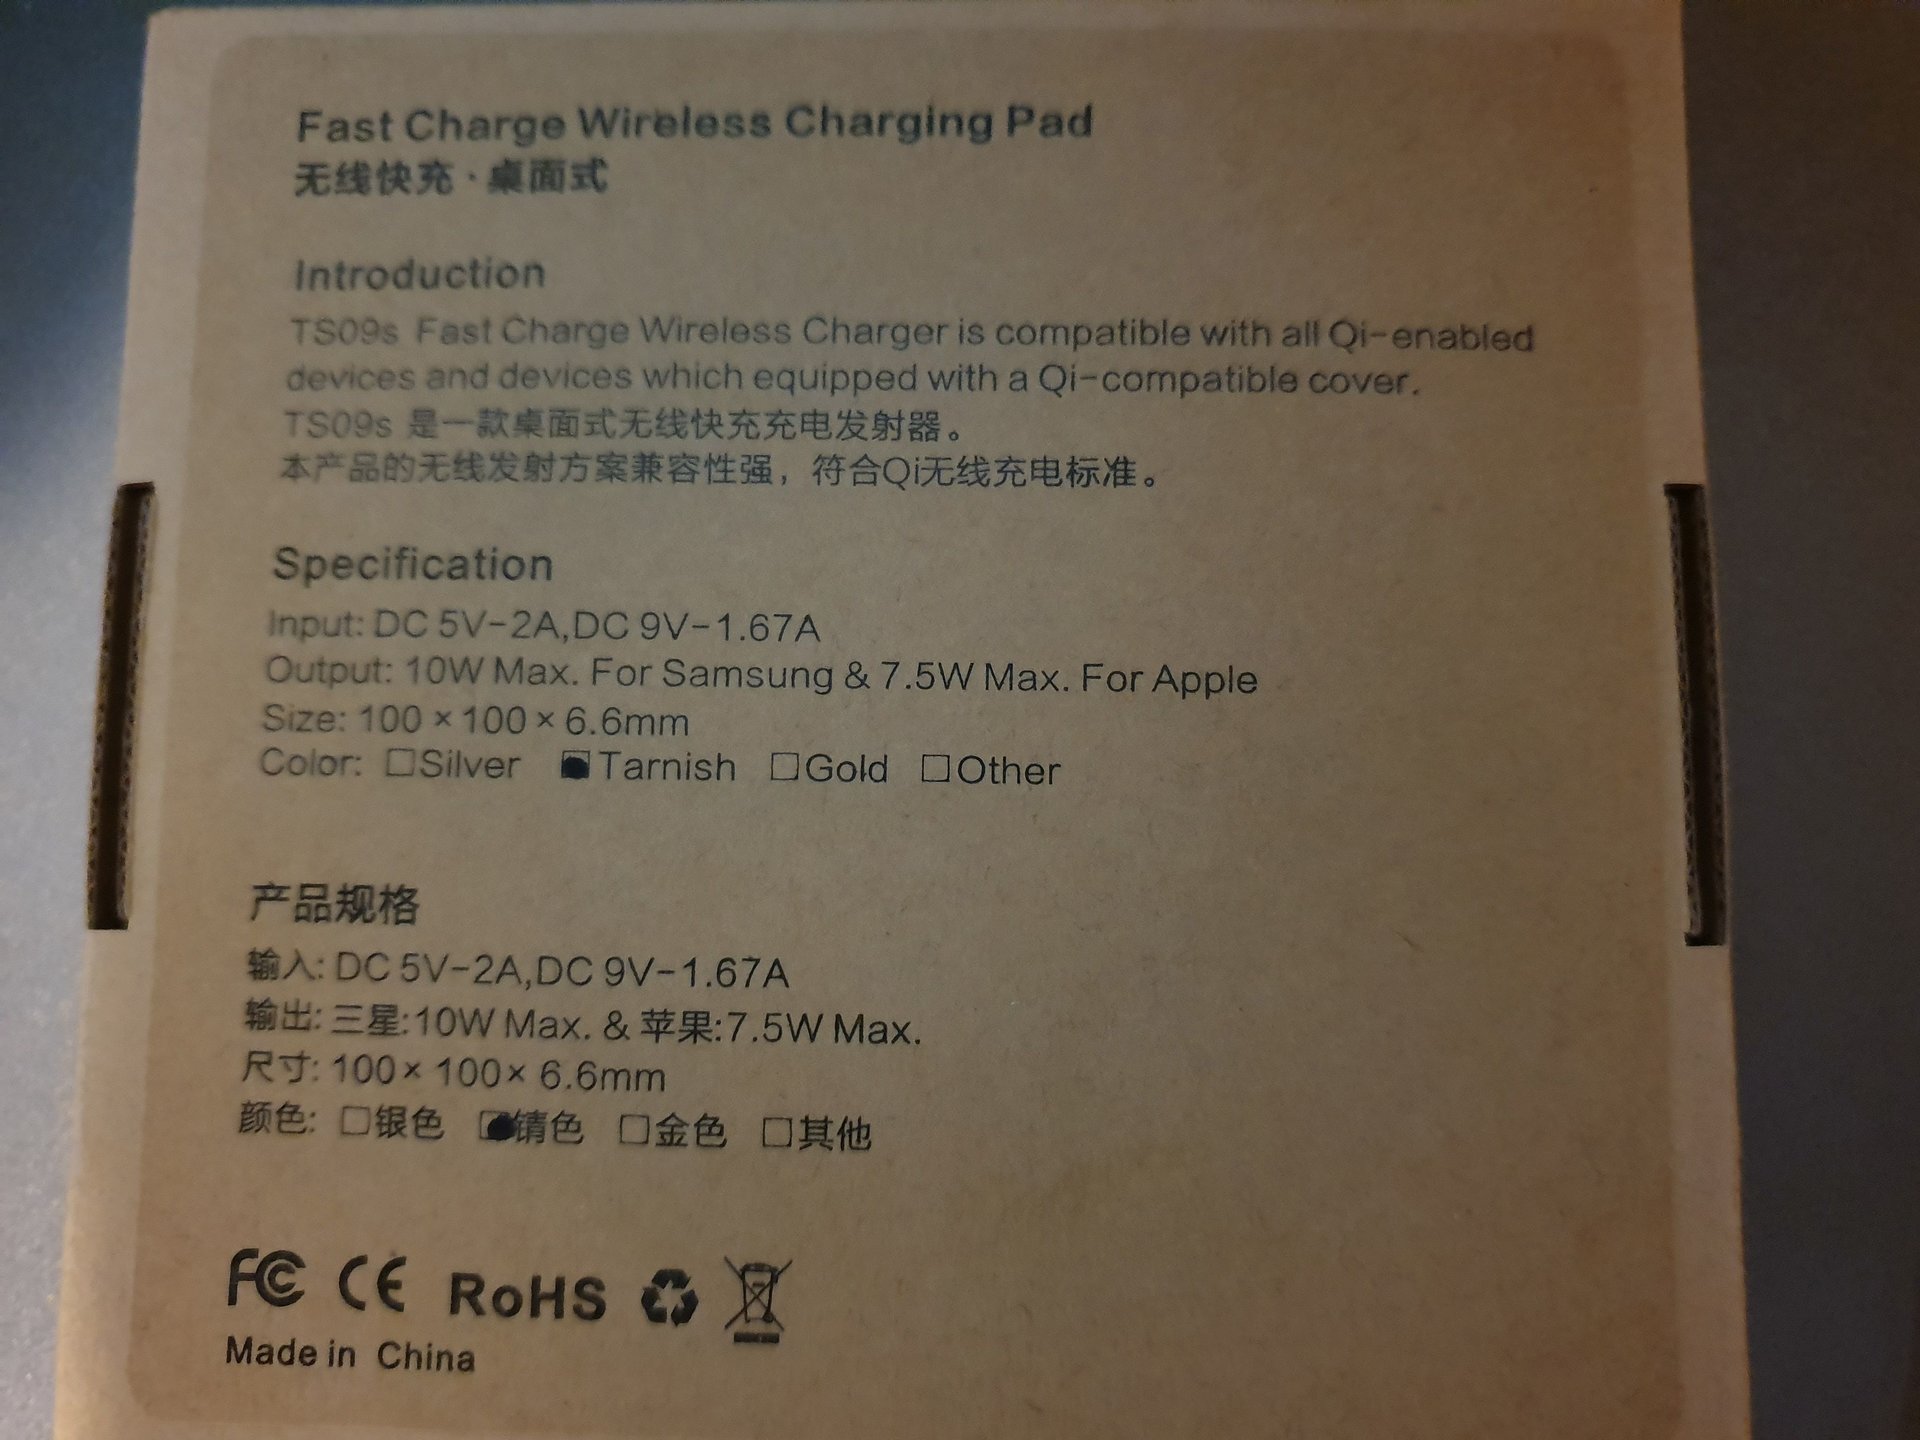 Fast Charge Wireless Charging Pad
无线快充·桌面式
Introduction
TS09s Fast Charge Wireless Charger is compatible with all Qi-enabled
devices and devices which equipped with a Qi-compatible cover.
TS09s 是一款桌面式无线快充充电发射器。
本产品的无线发射方案兼容性强，符合Qi无线充电标准。
Specification
Input: DC 5V-2A,DC 9V-1.67A
Output: 10W Max. For Samsung & 7.5W Max. For Apple
Size: 100×100×6.6mm
Color: □Silver ■Tarnish □Gold □Other
产品规格
输入: DC 5V-2A,DC 9V-1.67A
输出: 三星:10W Max. & 苹果:7.5W Max.
尺寸: 100× 100× 6.6mm
颜色: □银色 ■锖色 □金色 □其他
FC CE RoHS
Made in China